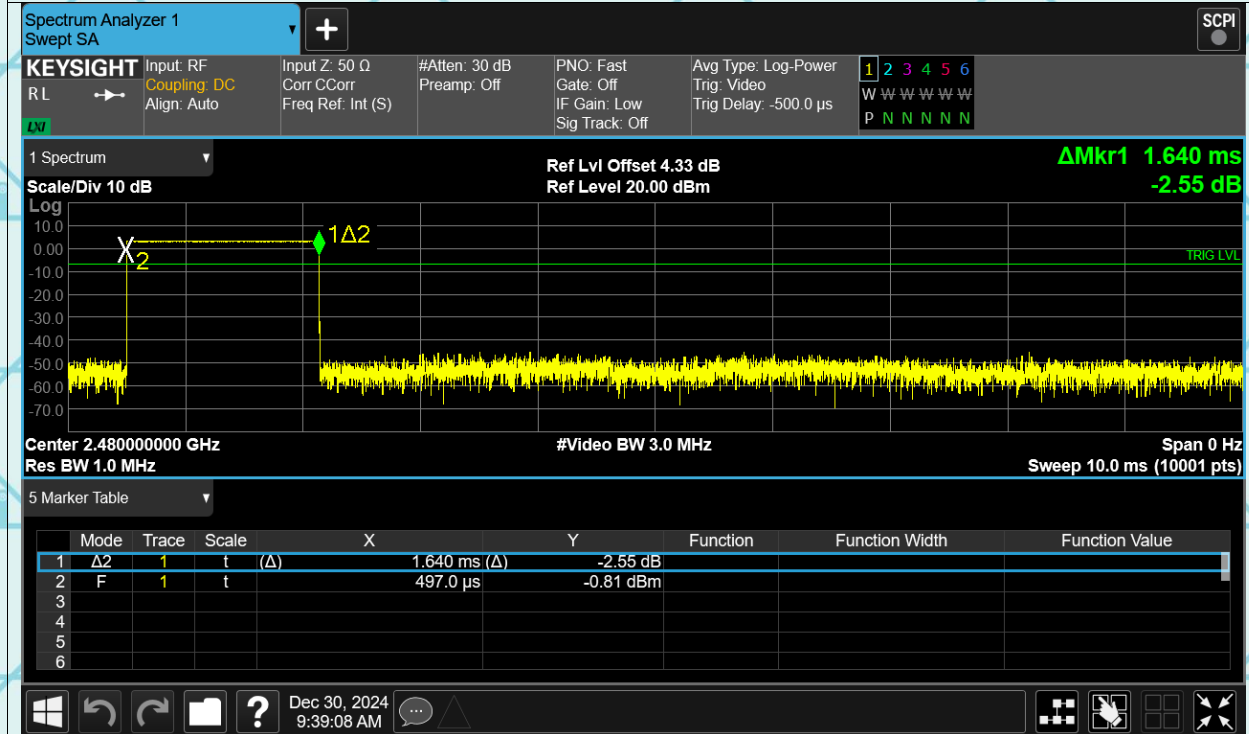 Spectrum Analyzer 1
Swept SA
+
SCPI
KEYSIGHT
R L
LXI
Input: RF
Coupling: DC
Align: Auto
Input Z: 50 Ω
Corr CCorr
Freq Ref: Int (S)
#Atten: 30 dB
Preamp: Off
PNO: Fast
Gate: Off
IF Gain: Low
Sig Track: Off
Avg Type: Log-Power
Trig: Video
Trig Delay: -500.0 µs
1 2 3 4 5 6
W W W W W W
P N N N N N
1 Spectrum
Scale/Div 10 dB
Ref Lvl Offset 4.33 dB
Ref Level 20.00 dBm
ΔMkr1 1.640 ms
-2.55 dB
Log
10.0
0.00
-10.0
-20.0
-30.0
-40.0
-50.0
-60.0
-70.0
X
2
1Δ2
TRIG LVL
Center 2.480000000 GHz
#Video BW 3.0 MHz
Span 0 Hz
Res BW 1.0 MHz
Sweep 10.0 ms (10001 pts)
5 Marker Table
Mode Trace Scale X Y Function Function Width Function Value
1 Δ2 1 t (Δ) 1.640 ms (Δ) -2.55 dB
2 F 1 t 497.0 µs -0.81 dBm
3
4
5
6
?
Dec 30, 2024
9:39:08 AM